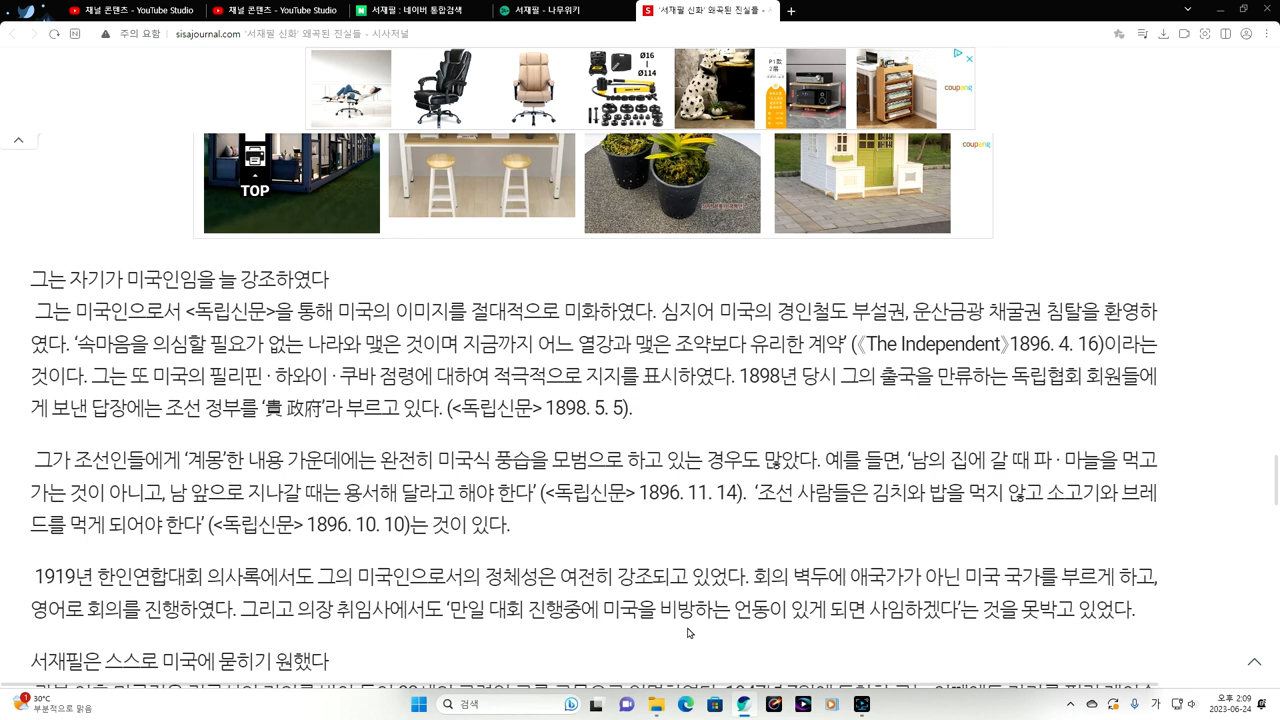 재널 콘텐츠 - YouTube Studio
재널 콘텐츠 - YouTube Studio
서재필 : 네이버 통합검색
서재필 - 나무위키
'서재필 신화' 왜곡된 진실들 -
주의 요함
sisajournal.com '서재필 신화' 왜곡된 진실들 - 시사저널
Ø16
Ø114
P1款
2層
coupang
coupang
TOP
그는 자기가 미국인임을 늘 강조하였다
그는 미국인으로서 <독립신문>을 통해 미국의 이미지를 절대적으로 미화하였다. 심지어 미국의 경인철도 부설권, 운산금광 채굴권 침탈을 환영하
였다. ‘속마음을 의심할 필요가 없는 나라와 맺은 것이며 지금까지 어느 열강과 맺은 조약보다 유리한 계약’ (《The Independent》1896. 4. 16)이라는
것이다. 그는 또 미국의 필리핀 · 하와이 · 쿠바 점령에 대하여 적극적으로 지지를 표시하였다. 1898년 당시 그의 출국을 만류하는 독립협회 회원들에
게 보낸 답장에는 조선 정부를 ‘貴 政府’라 부르고 있다. (<독립신문> 1898. 5. 5).
그가 조선인들에게 ‘계몽’한 내용 가운데에는 완전히 미국식 풍습을 모범으로 하고 있는 경우도 많았다. 예를 들면, ‘남의 집에 갈 때 파 · 마늘을 먹고
가는 것이 아니고, 남 앞으로 지나갈 때는 용서해 달라고 해야 한다’ (<독립신문> 1896. 11. 14). ‘조선 사람들은 김치와 밥을 먹지 않고 소고기와 브레
드를 먹게 되어야 한다’ (<독립신문> 1896. 10. 10)는 것이 있다.
1919년 한인연합대회 의사록에서도 그의 미국인으로서의 정체성은 여전히 강조되고 있었다. 회의 벽두에 애국가가 아닌 미국 국가를 부르게 하고,
영어로 회의를 진행하였다. 그리고 의장 취임사에서도 ‘만일 대회 진행중에 미국을 비방하는 언동이 있게 되면 사임하겠다’는 것을 못박고 있었다.
서재필은 스스로 미국에 묻히기 원했다
1
30°C
부분적으로 맑음
검색
가
오후 2:09
2023-06-24